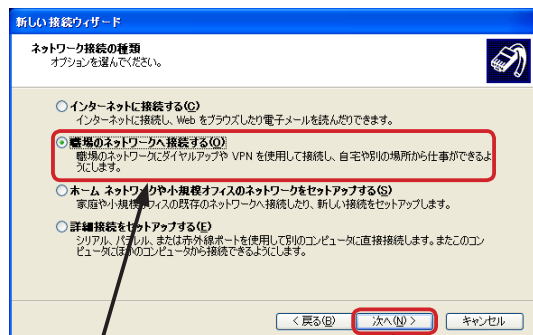 新しい接続ウィザード
ネットワーク接続の種類
オプションを選んでください。
インターネットに接続する(C)
インターネットに接続し、Web をブラウズしたり電子メールを読んだりできます。
職場のネットワークへ接続する(O)
職場のネットワークにダイヤルアップや VPN を使用して接続し、自宅や別の場所から仕事ができるよ
うにします。
ホーム ネットワークや小規模オフィスのネットワークをセットアップする(S)
家庭や小規模オフィスの既存のネットワークへ接続したり、新しい接続をセットアップします。
詳細接続をセットアップする(E)
シリアル、パラレル、または赤外線ポートを使用して別のコンピュータに直接接続します。またこのコン
ピュータにほかのコンピュータから接続できるようにします。
< 戻る(B)
次へ(N) >
キャンセル